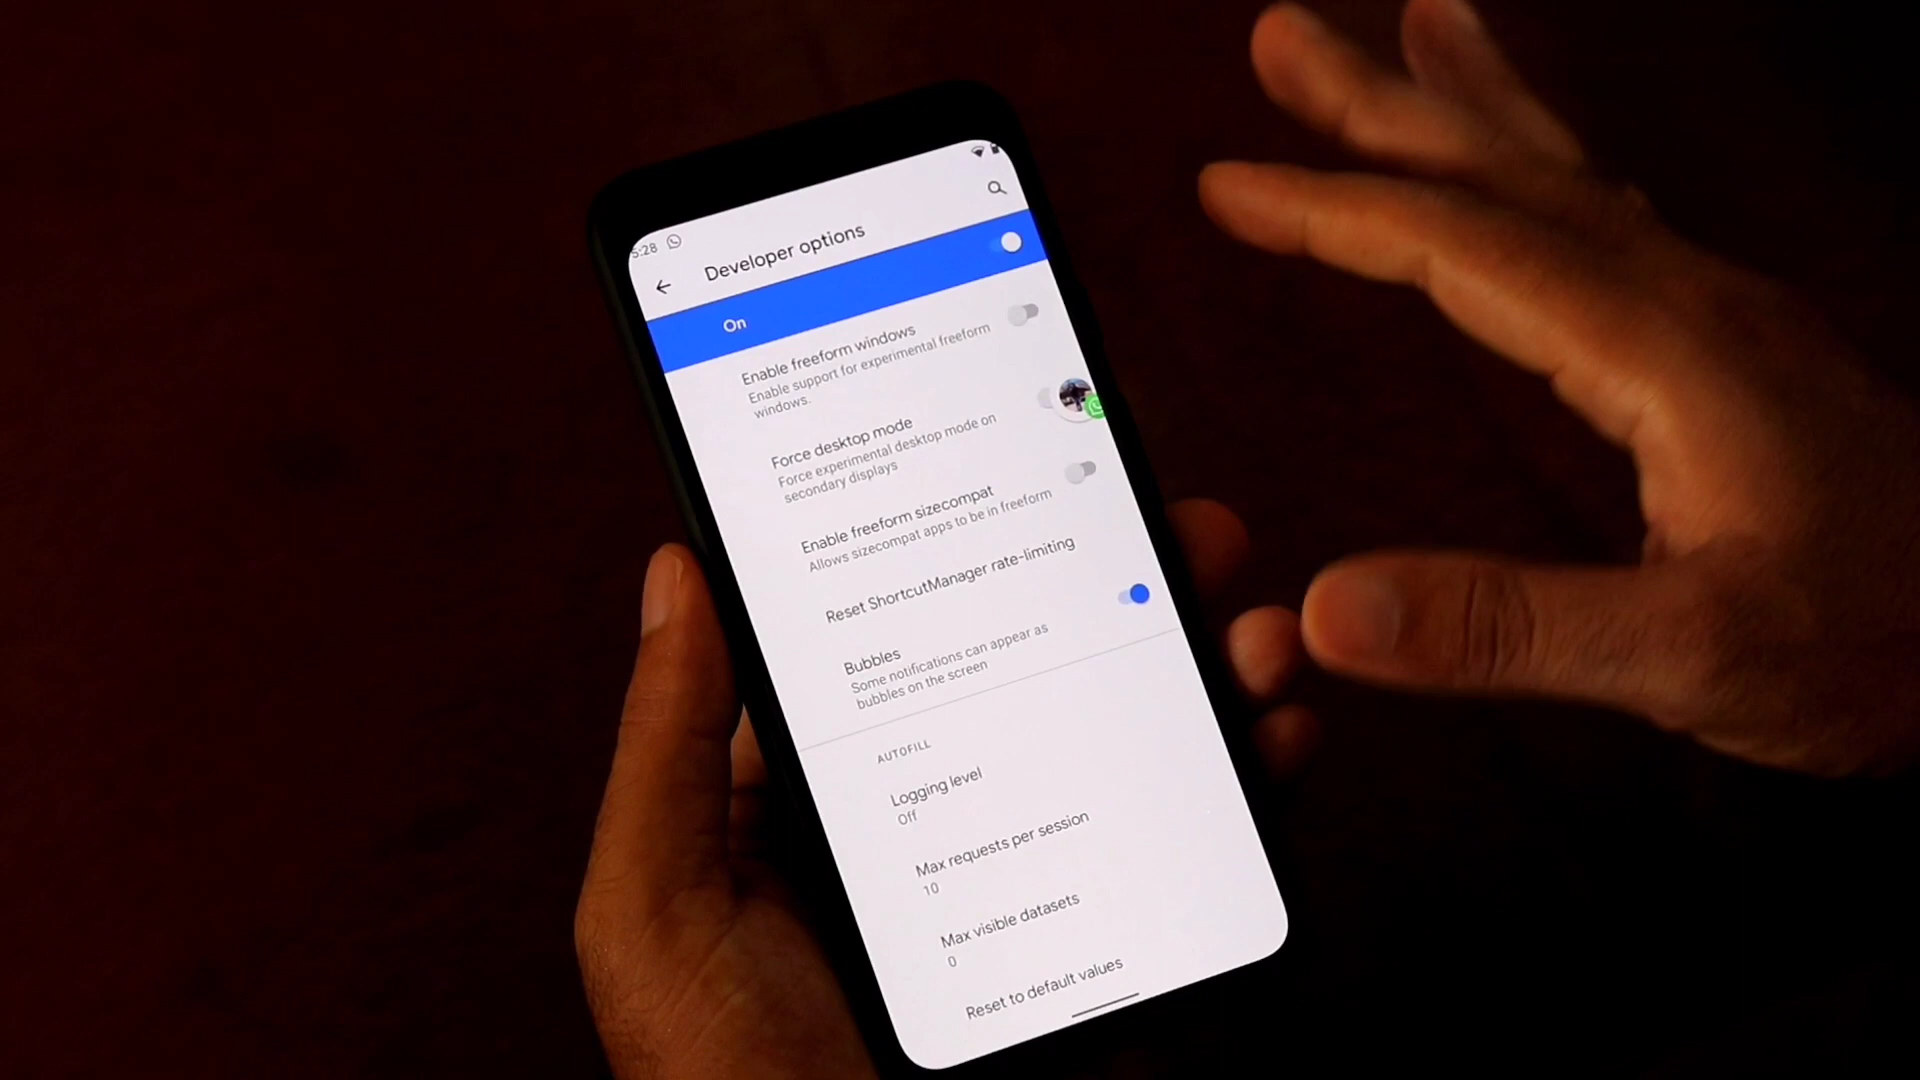 5:28
Developer options
On
Enable freeform windows
Enable support for experimental freeform
windows.
Force desktop mode
Force experimental desktop mode on
secondary displays
Enable freeform sizecompat
Allows sizecompat apps to be in freeform
Reset ShortcutManager rate-limiting
Bubbles
Some notifications can appear as
bubbles on the screen
AUTOFILL
Logging level
Off
Max requests per session
10
Max visible datasets
0
Reset to default values